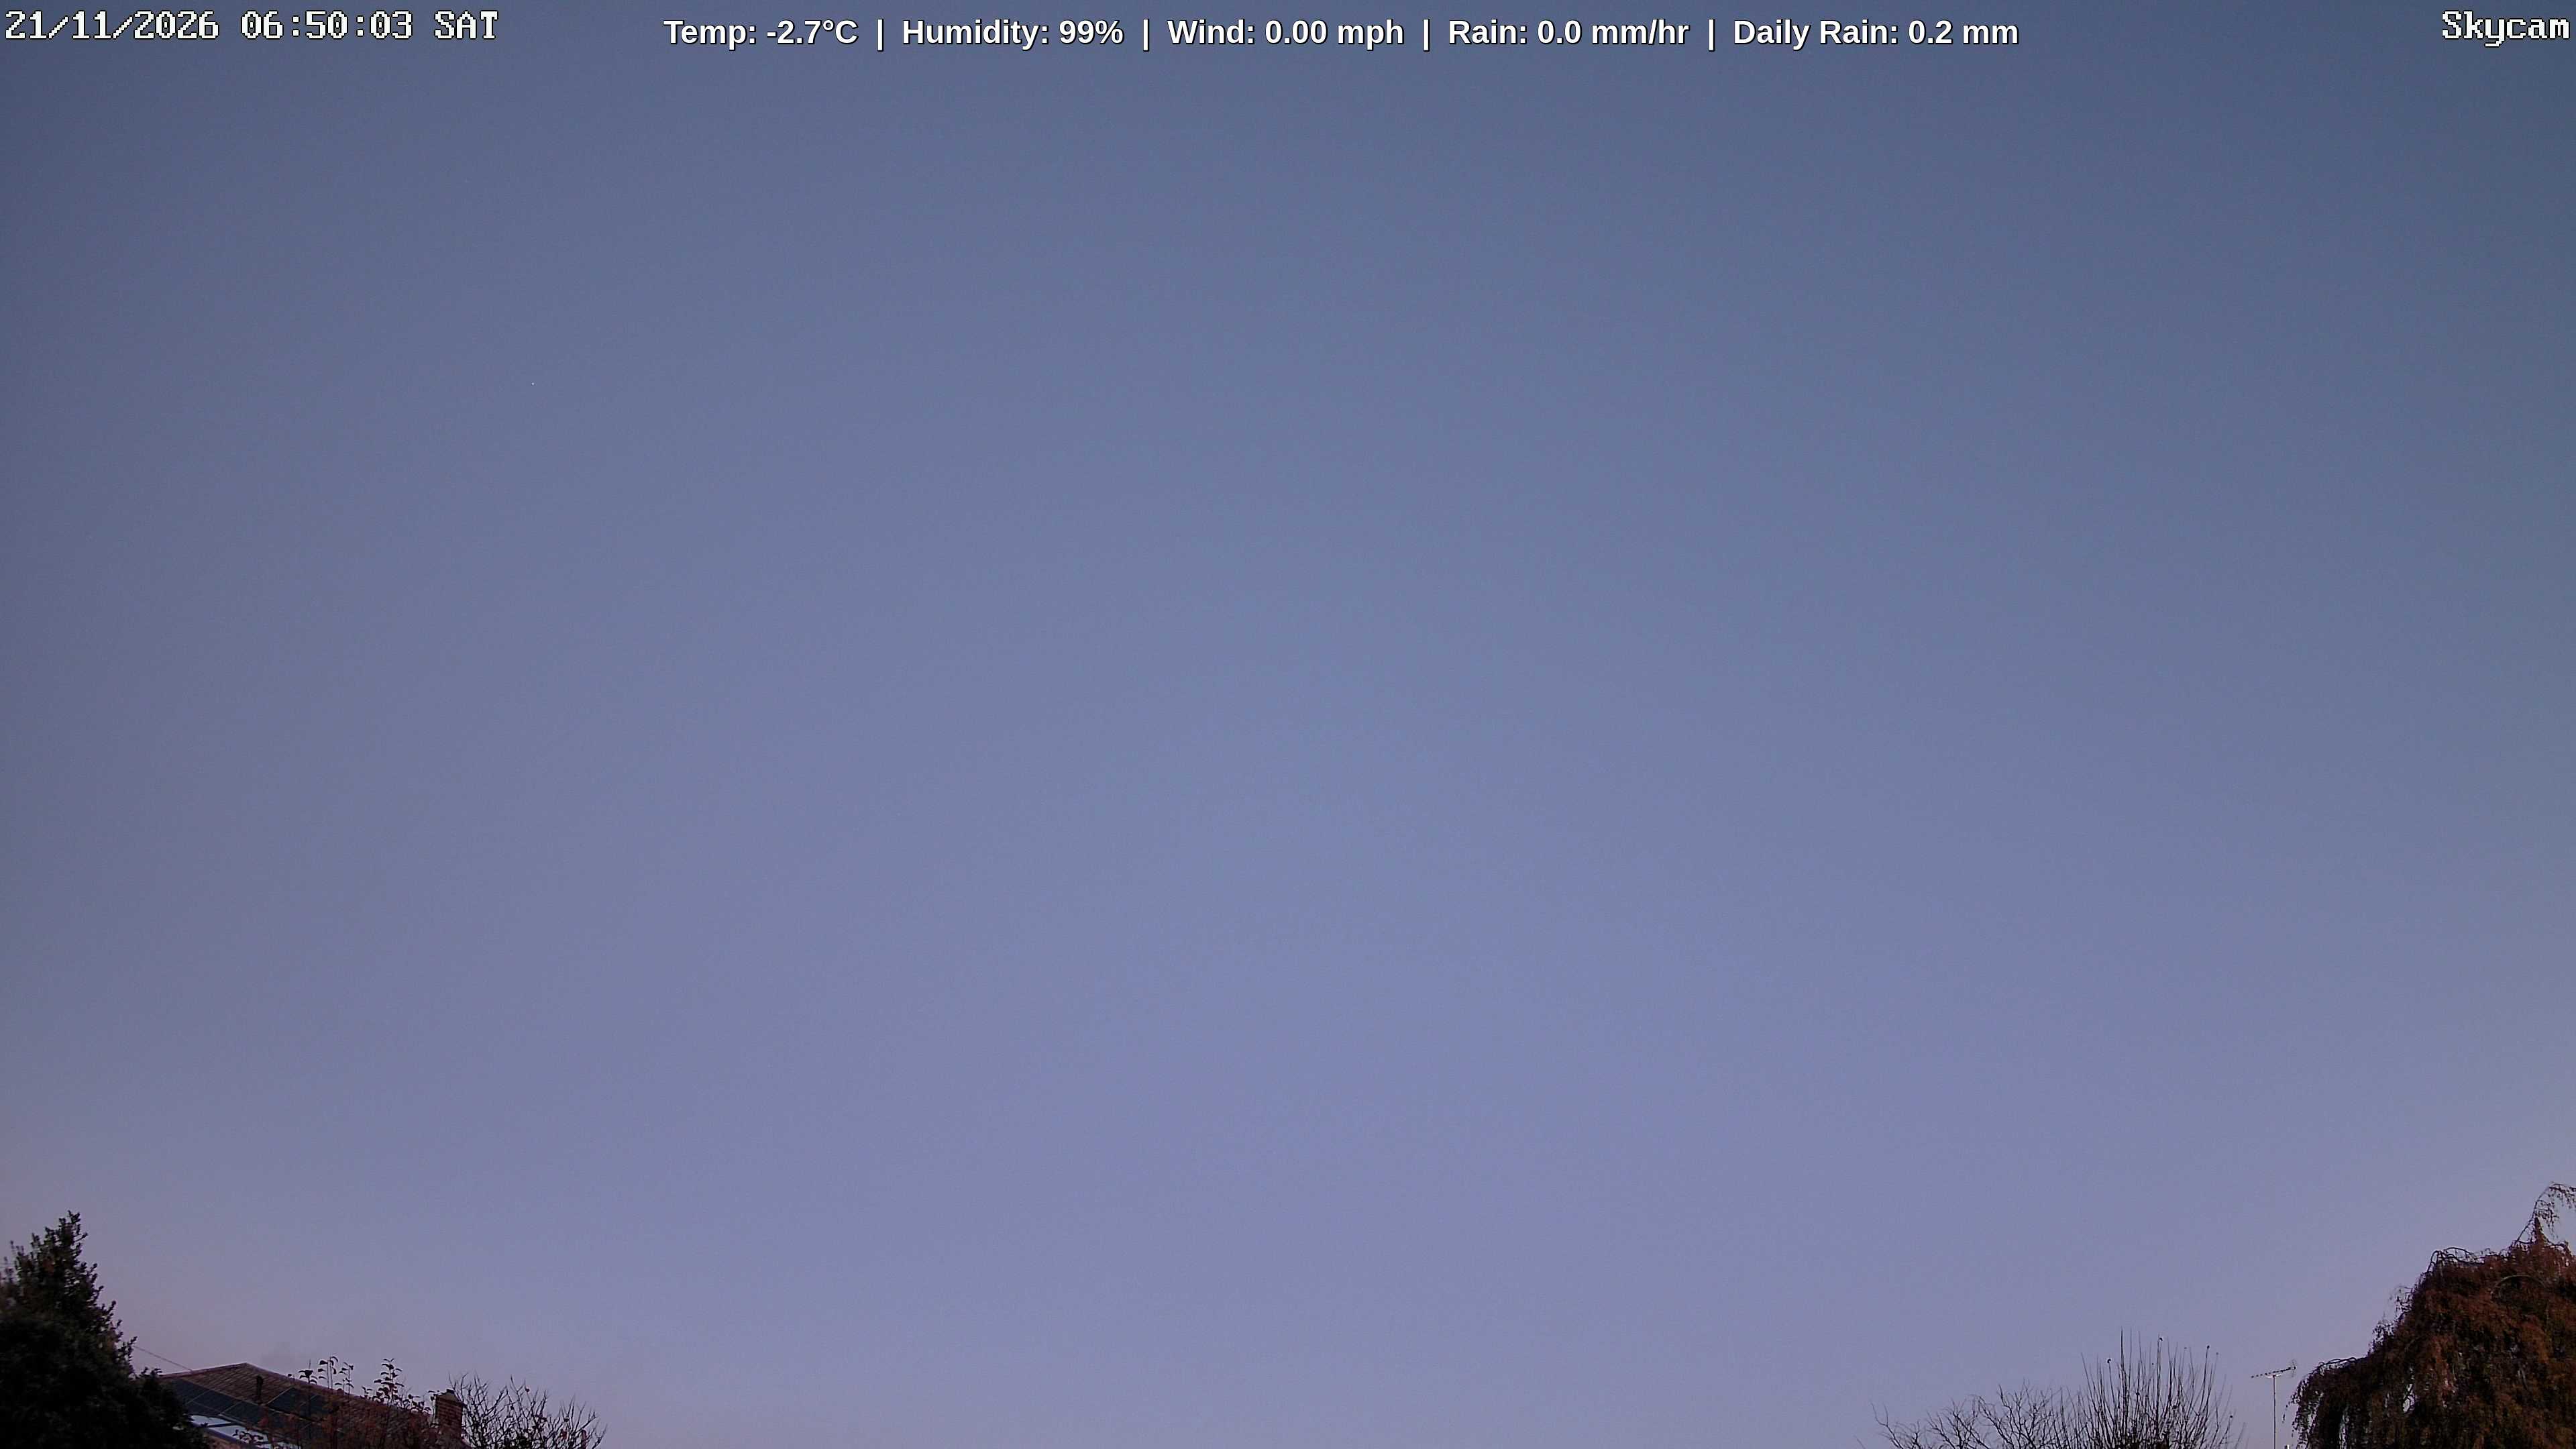 21/11/2026 06:50:03 SAT
Temp: -2.7°C | Humidity: 99% | Wind: 0.00 mph | Rain: 0.0 mm/hr | Daily Rain: 0.2 mm
Skycam